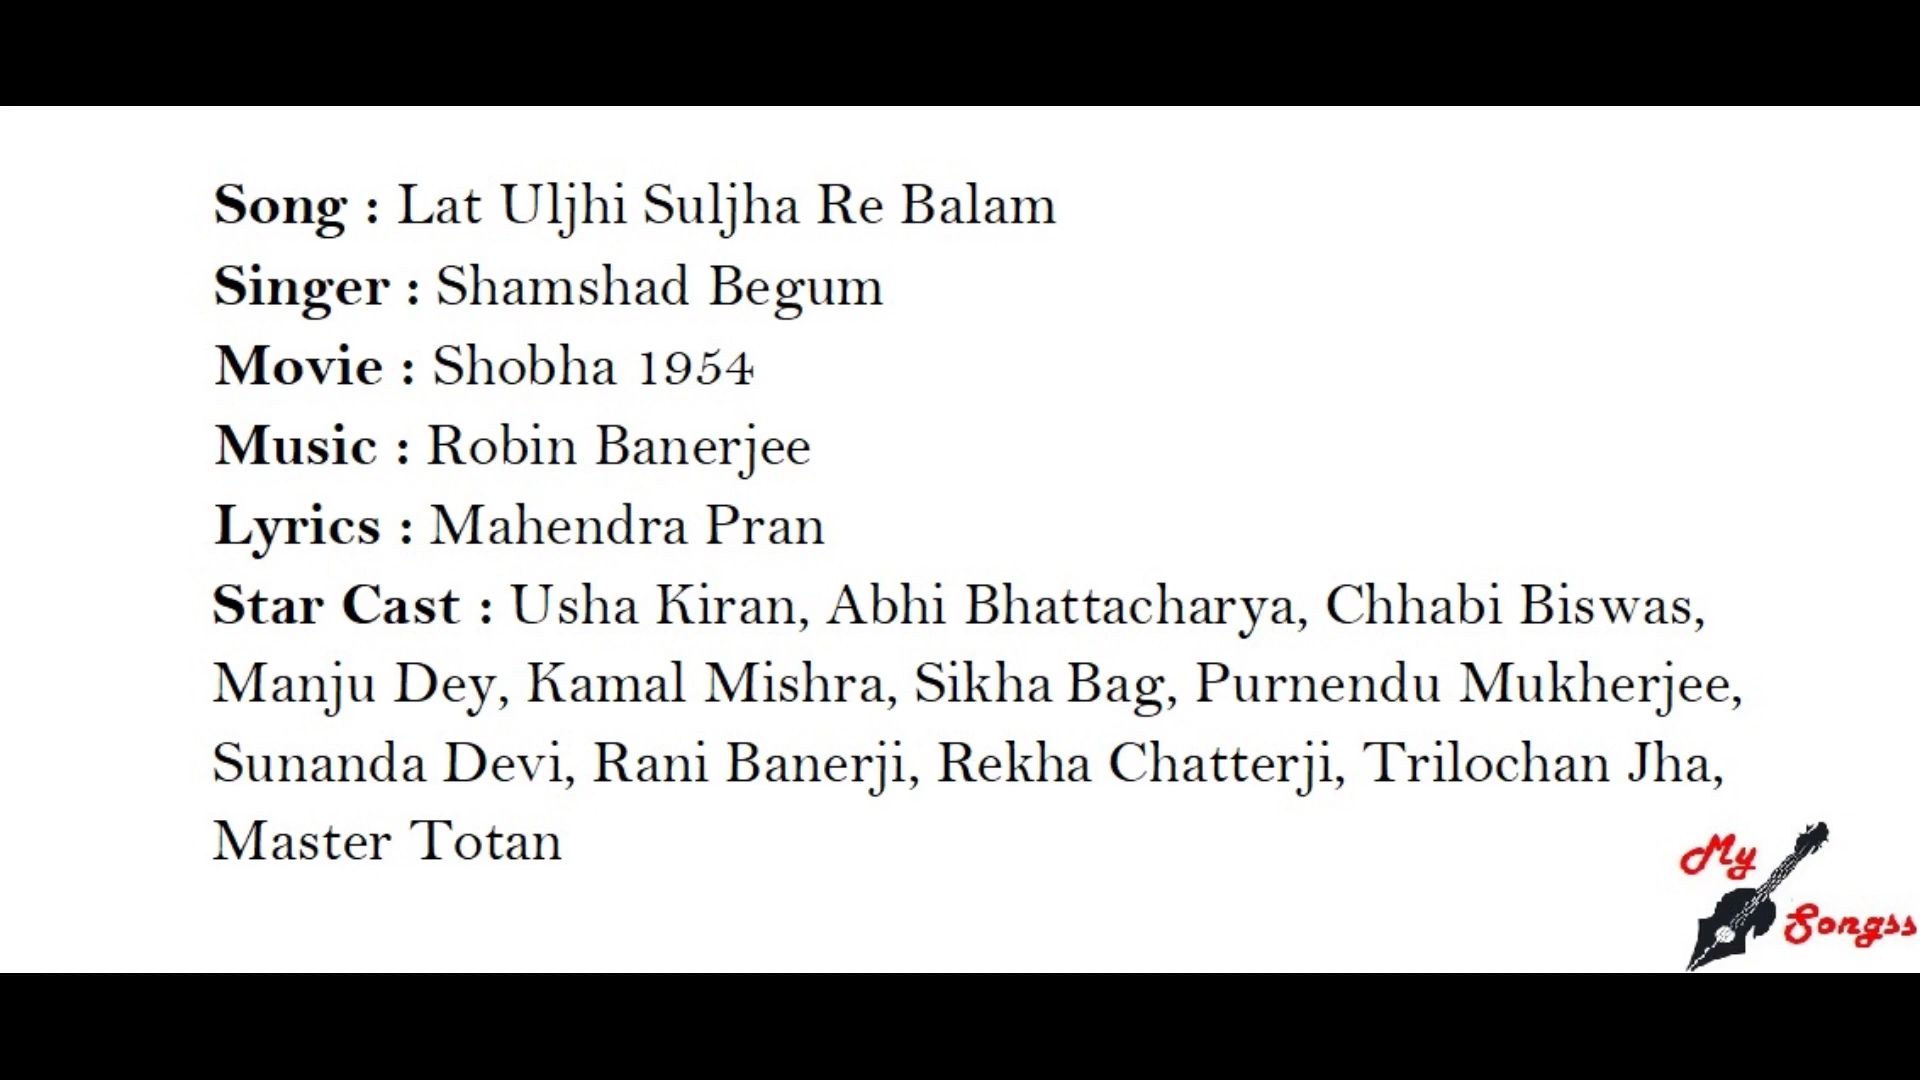 Song : Lat Uljhi Suljha Re Balam
Singer : Shamshad Begum
Movie : Shobha 1954
Music : Robin Banerjee
Lyrics : Mahendra Pran
Star Cast : Usha Kiran, Abhi Bhattacharya, Chhabi Biswas,
Manju Dey, Kamal Mishra, Sikha Bag, Purnendu Mukherjee,
Sunanda Devi, Rani Banerji, Rekha Chatterji, Trilochan Jha,
Master Totan
My
Songss